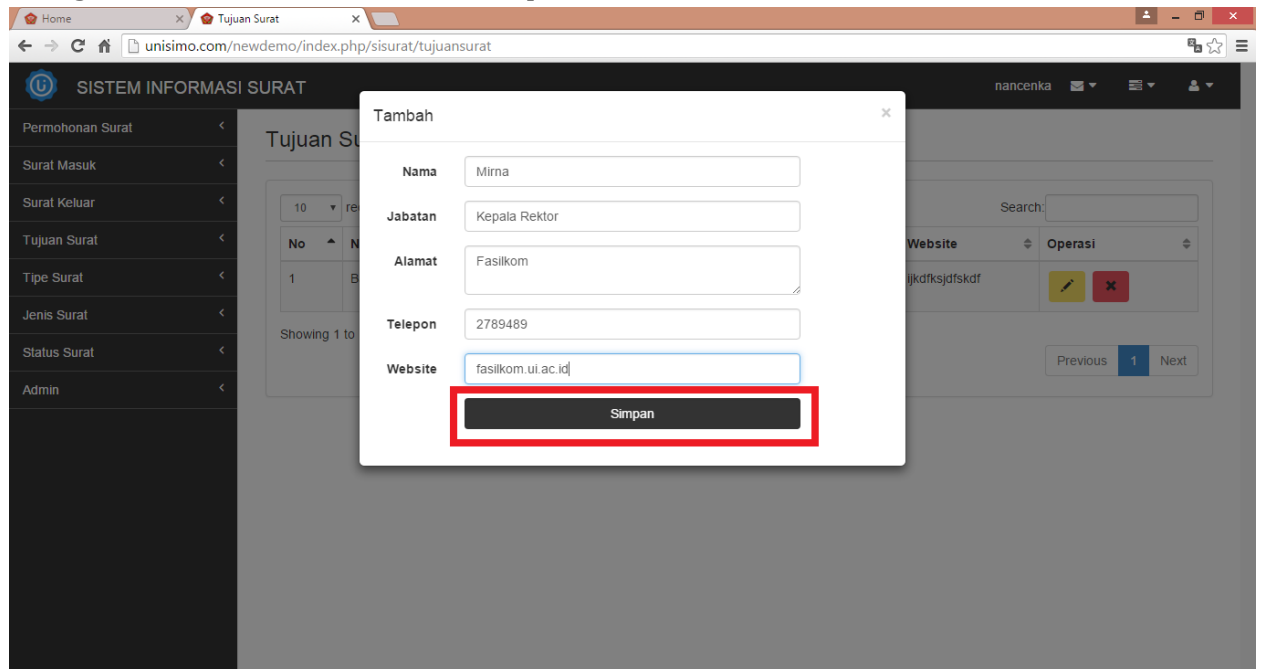 Home
Tujuan Surat
unisimo.com/newdemo/index.php/sisurat/tujuansurat
SISTEM INFORMASI SURAT
nancenka
Permohonan Surat
Surat Masuk
Surat Keluar
Tujuan Surat
Tipe Surat
Jenis Surat
Status Surat
Admin
Tujuan
10
Search:
No
Website
Operasi
1
ijkdfksjdfskdf
Showing 1 to
Previous 1 Next
Tambah
Nama Mirna
Jabatan Kepala Rektor
Alamat Fasilkom
Telepon 2789489
Website fasilkom.ui.ac.id
Simpan